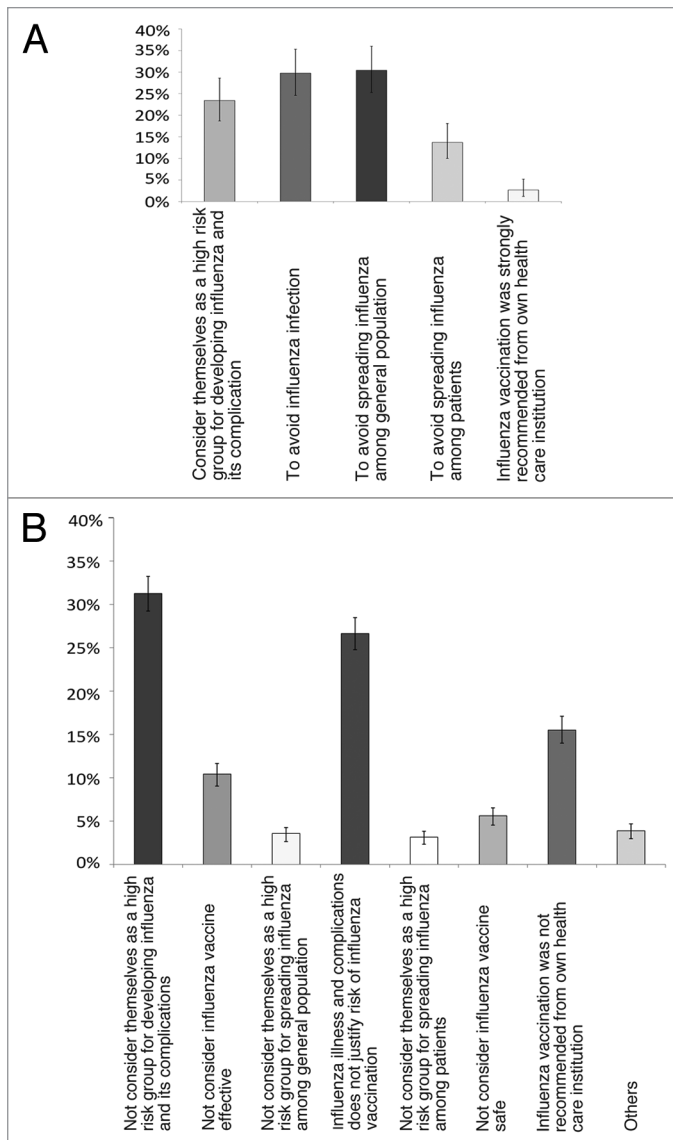 A
40%
35%
30%
25%
20%
15%
10%
5%
0%
Consider themselves as a high risk
group for developing influenza and
its complication
To avoid influenza infection
To avoid spreading influenza
among general population
To avoid spreading influenza
among patients
Influenza vaccination was strongly
recommended from own health
care institution
B
40%
35%
30%
25%
20%
15%
10%
5%
0%
Not consider themselves as a high
risk group for developing influenza
and its complications
Not consider influenza vaccine
effective
Not consider themselves as a high
risk group for spreading influenza
among general population
Influenza illness and complications
does not justify risk of influenza
vaccination
Not consider themselves as a high
risk group for spreading influenza
among patients
Not consider influenza vaccine
safe
Influenza vaccination was not
recommended from own health
care institution
Others